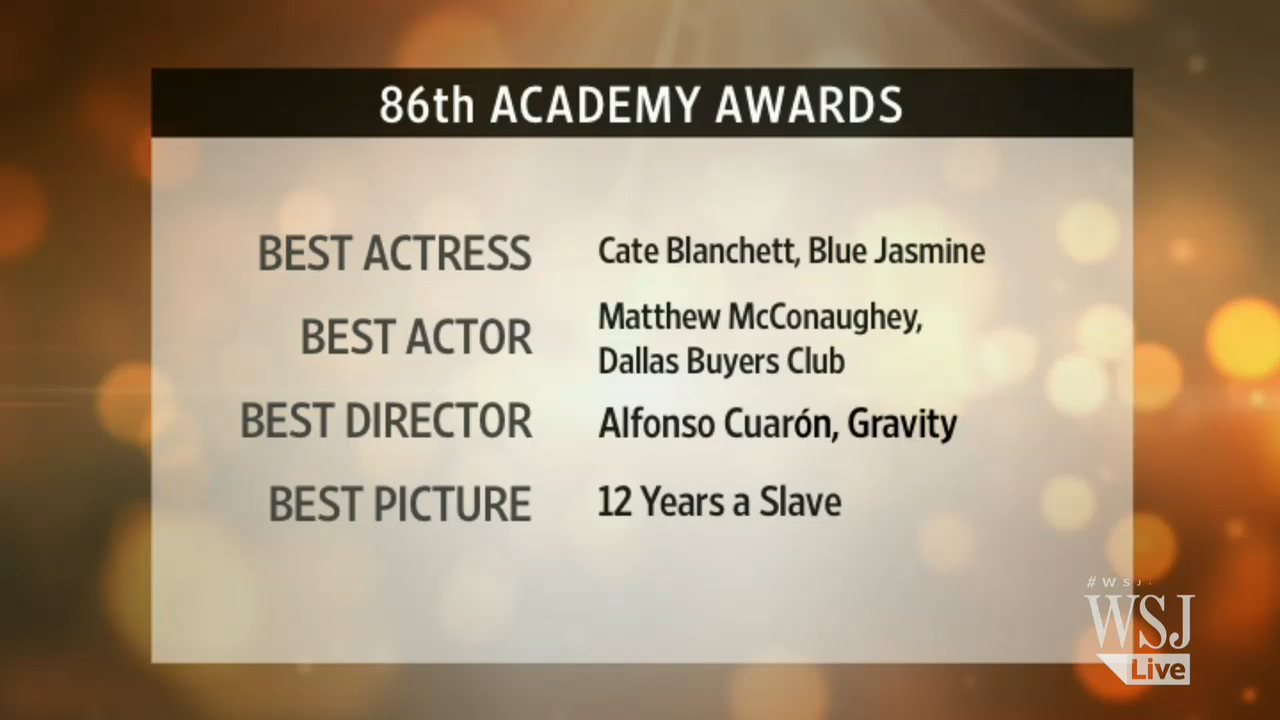 86th ACADEMY AWARDS
BEST ACTRESS Cate Blanchett, Blue Jasmine
BEST ACTOR Matthew McConaughey,
Dallas Buyers Club
BEST DIRECTOR Alfonso Cuarón, Gravity
BEST PICTURE 12 Years a Slave
#WSJ
WSJ
Live